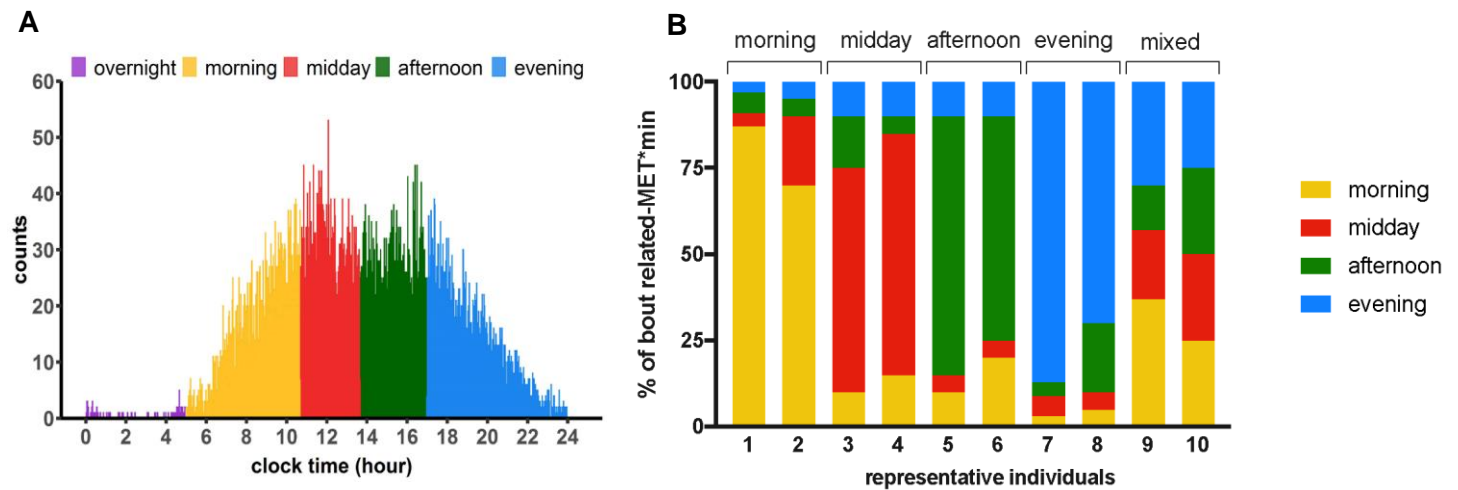 A
overnight morning midday afternoon evening
60
50
40
30
20
10
0
counts
0 2 4 6 8 10 12 14 16 18 20 22 24
clock time (hour)
B
morning midday afternoon evening mixed
100
75
50
25
0
% of bout related-MET*min
1 2 3 4 5 6 7 8 9 10
representative individuals
morning
midday
afternoon
evening